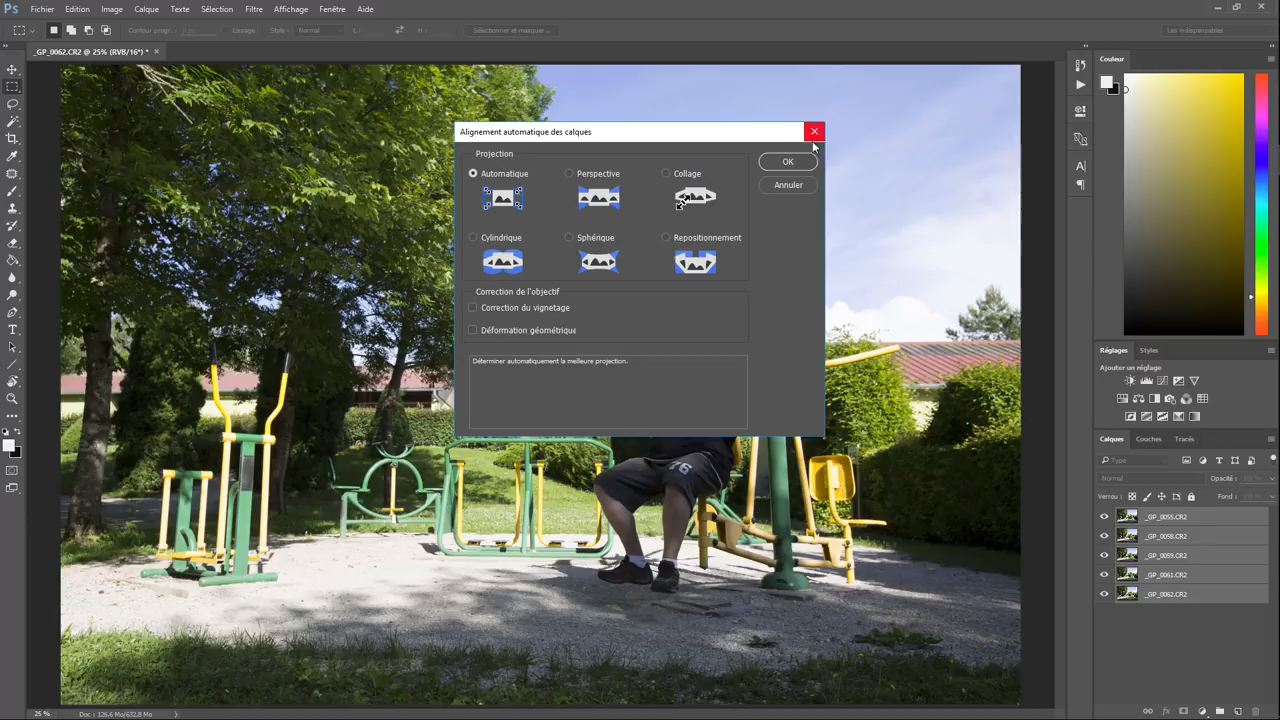 Ps Fichier Edition Image Calque Texte Sélection Filtre Affichage Fenêtre Aide
Contour prog. : Lissage Style : Normal L. : H. : Sélectionner et masquer... Les indispensables
_GP_0062.CR2 @ 25% (RVB/16*) *
Couleur
Alignement automatique des calques
Projection
OK
Annuler
Automatique Perspective Collage
Cylindrique Sphérique Repositionnement
Correction de l'objectif
Correction du vignetage
Déformation géométrique
Déterminer automatiquement la meilleure projection.
Réglages Styles
Ajouter un réglage
Calques Couches Tracés
Type
Normal Opacité :
Verrou : Fond :
_GP_0055.CR2
_GP_0058.CR2
_GP_0059.CR2
_GP_0061.CR2
_GP_0062.CR2
76
25 % Doc : 126,6 Mo/632,8 Mo